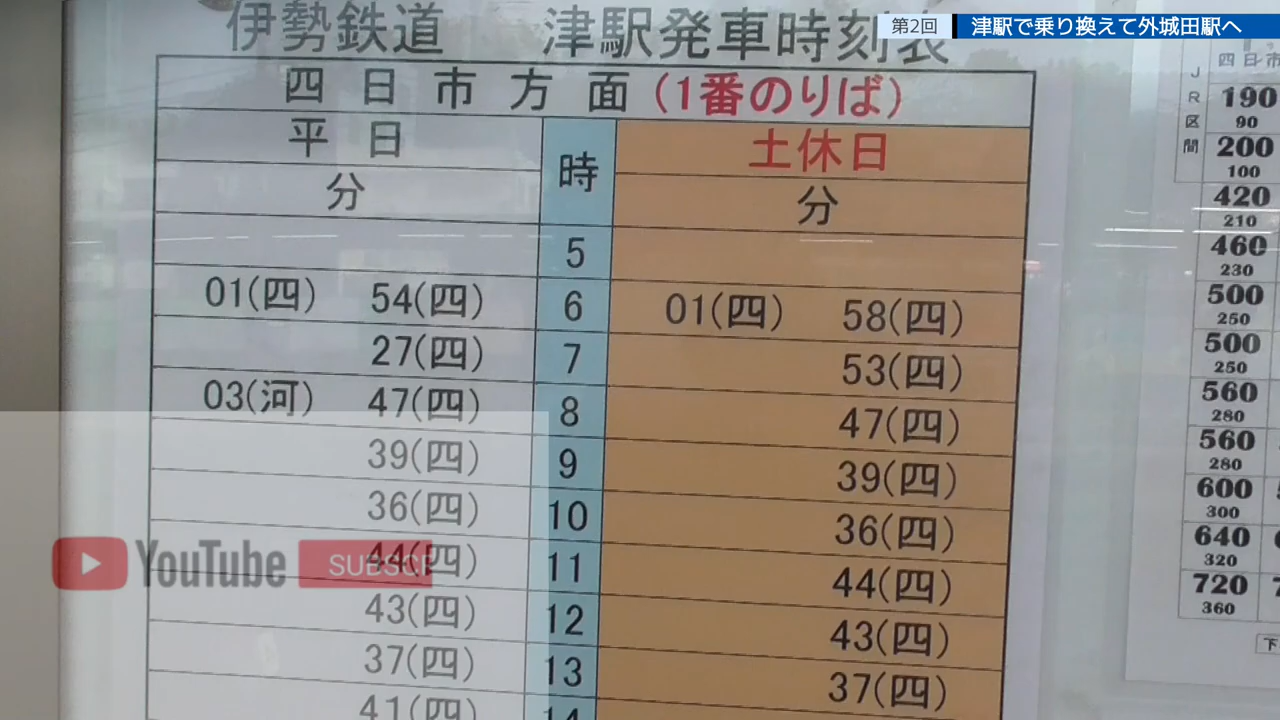 第2回 津駅で乗り換えて外城田駅へ
伊勢鉄道 津駅発車時刻表
四日市方面(1番のりば)
平日 時 土休日
分 分
5
01(四) 54(四) 6 01(四) 58(四)
27(四) 7 53(四)
03(河) 47(四) 8 47(四)
39(四) 9 39(四)
36(四) 10 36(四)
44(四) 11 44(四)
43(四) 12 43(四)
37(四) 13 37(四)
41(四) 14
YouTube SUBSCR
JR区間
四日市
190
90
200
100
420
210
460
230
500
250
500
250
560
280
560
280
600
300
640
320
720
360
下